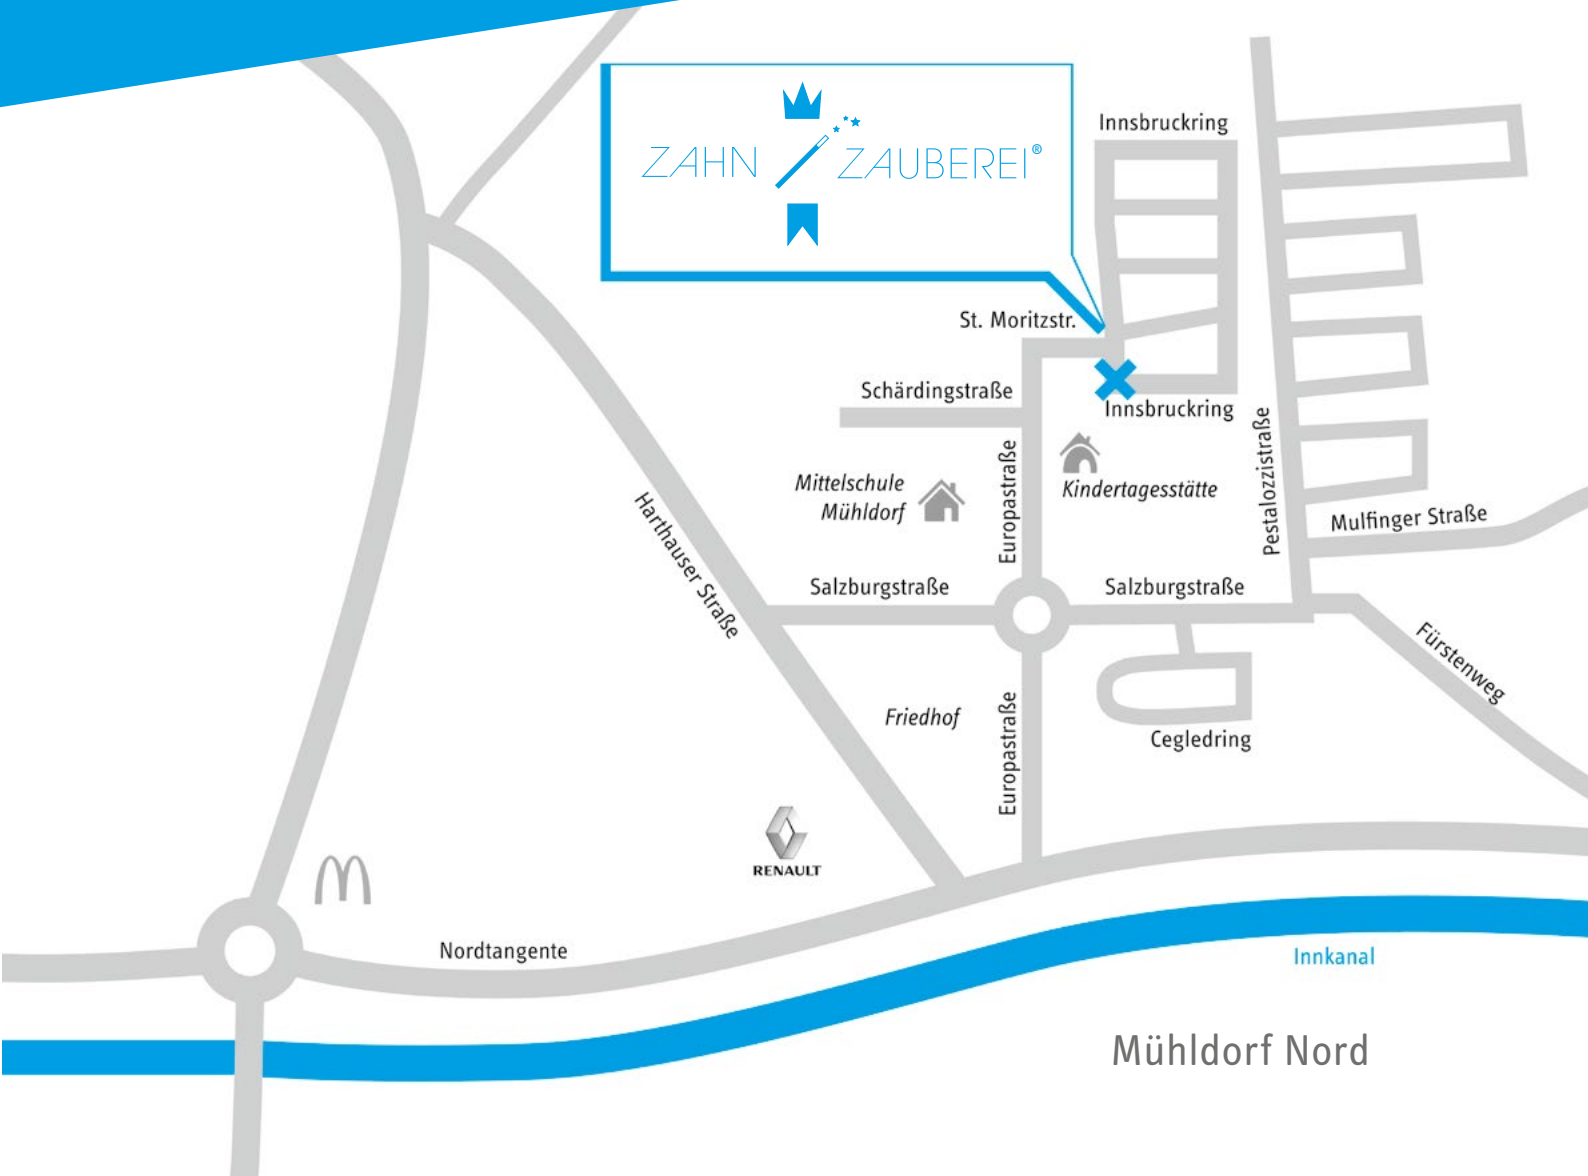 Innsbruckring
ZAHN ZAUBEREI®
St. Moritzstr.
Schärdingstraße
Innsbruckring
Pestalozzistraße
Europastraße
Mittelschule
Mühldorf
Kindertagesstätte
Harthauser Straße
Mulfinger Straße
Salzburgstraße
Salzburgstraße
Fürstenweg
Friedhof
Europastraße
Cegledring
RENAULT
Nordtangente
Innkanal
Mühldorf Nord